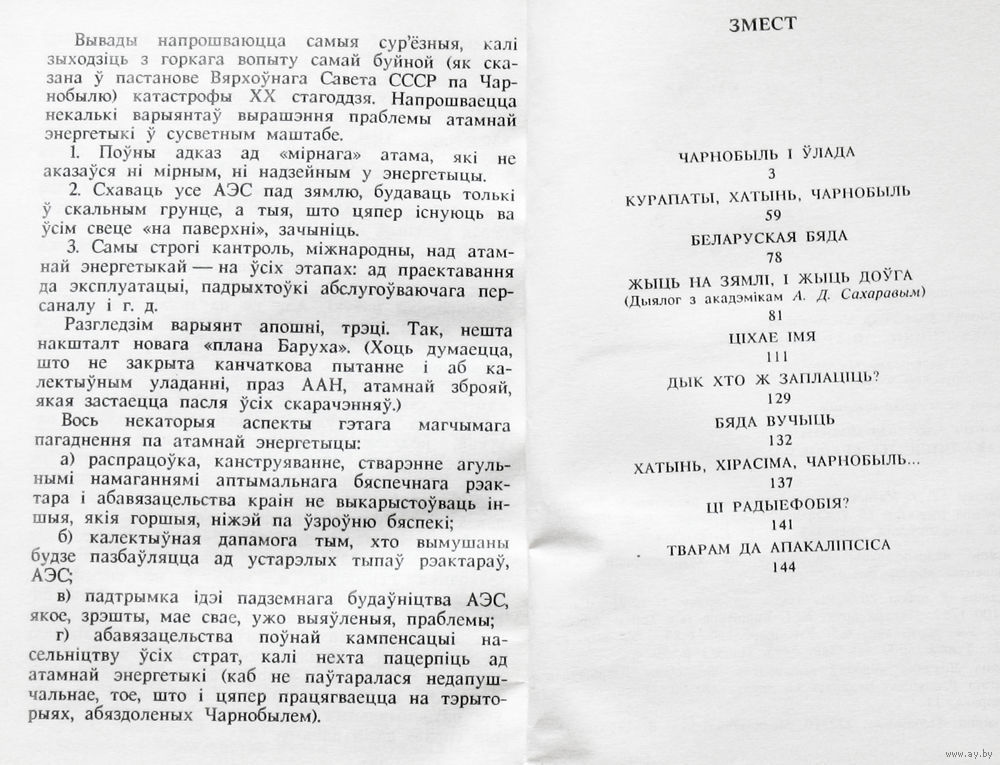 Вывады напрошваюцца самыя сур'ёзныя, калі
зыходзіць з горкага вопыту самай буйной (як ска-
зана ў пастанове Вярхоўнага Савета СССР па Чар-
нобылю) катастрофы XX стагоддзя. Напрошваецца
некалькі варыянтаў вырашэння праблемы атамнай
энергетыкі ў сусветным маштабе.
1. Поўны адказ ад «мірнага» атама, які не
аказаўся ні мірным, ні надзейным у энергетыцы.
2. Схаваць усе АЭС пад зямлю, будаваць толькі
ў скальным грунце, а тыя, што цяпер існуюць ва
ўсім свеце «на паверхні», зачыніць.
3. Самы строгі кантроль, міжнародны, над атам-
най энергетыкай — на ўсіх этапах: ад праектавання
да эксплуатацыі, падрыхтоўкі абслугоўваючага пер-
саналу і г. д.
Разгледзім варыянт апошні, трэці. Так, нешта
накшталт новага «плана Баруха». (Хоць думаецца,
што не закрыта канчаткова пытанне і аб ка-
лектыўным уладанні, праз ААН, атамнай зброяй,
якая застаецца пасля ўсіх скарачэнняў.)
Вось некаторыя аспекты гэтага магчымага
пагаднення па атамнай энергетыцы:
а) распрацоўка, канструяванне, стварэнне агуль-
нымі намаганнямі аптымальнага бяспечнага рэак-
тара і абавязацельства краін не выкарыстоўваць ін-
шыя, якія горшыя, ніжэй па ўзроўню бяспекі;
б) калектыўная дапамога тым, хто вымушаны
будзе пазбаўляцца ад устарэлых тыпаў рэактараў,
АЭС;
в) падтрымка ідэі падземнага будаўніцтва АЭС,
якое, зрэшты, мае свае, ужо выяўленыя, праблемы;
г) абавязацельства поўнай кампенсацыі на-
сельніцтву ўсіх страт, калі нехта пацерпіць ад
атамнай энергетыкі (каб не паўтаралася недапуш-
чальнае, тое, што і цяпер працягваецца на тэрыто-
рыях, абяздоленых Чарнобылем).
ЗМЕСТ
ЧАРНОБЫЛЬ І ЎЛАДА
3
КУРАПАТЫ, ХАТЫНЬ, ЧАРНОБЫЛЬ
59
БЕЛАРУСКАЯ БЯДА
78
ЖЫЦЬ НА ЗЯМЛІ, І ЖЫЦЬ ДОЎГА
(Дыялог з акадэмікам А. Д. Сахаравым)
81
ЦІХАЕ ІМЯ
111
ДЫК ХТО Ж ЗАПЛАЦІЦЬ?
129
БЯДА ВУЧЫЦЬ
132
ХАТЫНЬ, ХІРАСІМА, ЧАРНОБЫЛЬ...
137
ЦІ РАДЫЕФОБІЯ?
141
ТВАРАМ ДА АПАКАЛІПСІСА
144
www.ay.by